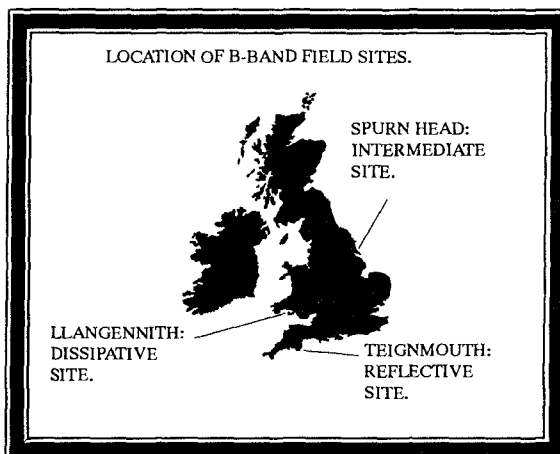 LOCATION OF B-BAND FIELD SITES.
SPURN HEAD:
INTERMEDIATE
SITE.
LLANGENNITH:
DISSIPATIVE
SITE.
TEIGNMOUTH:
REFLECTIVE
SITE.